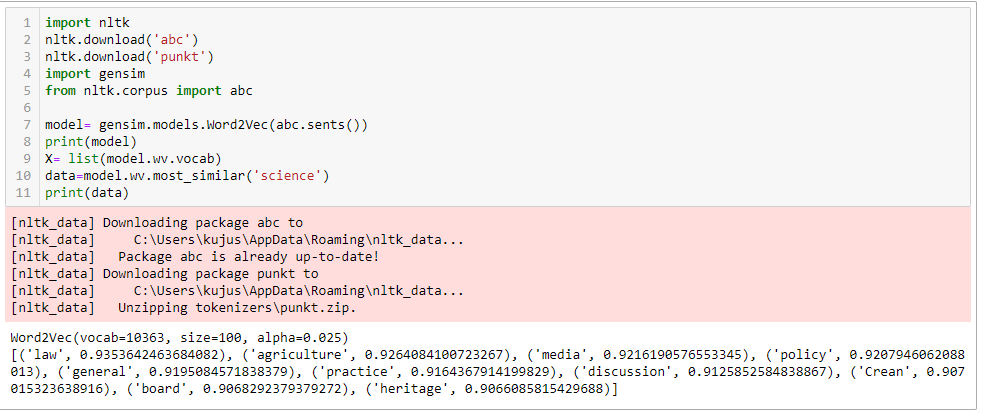 1 import nltk
2 nltk.download('abc')
3 nltk.download('punkt')
4 import gensim
5 from nltk.corpus import abc
6
7 model= gensim.models.Word2Vec(abc.sents())
8 print(model)
9 X= list(model.wv.vocab)
10 data=model.wv.most_similar('science')
11 print(data)
[nltk_data] Downloading package abc to
[nltk_data]     C:\Users\kujus\AppData\Roaming\nltk_data...
[nltk_data]   Package abc is already up-to-date!
[nltk_data] Downloading package punkt to
[nltk_data]     C:\Users\kujus\AppData\Roaming\nltk_data...
[nltk_data]   Unzipping tokenizers\punkt.zip.
Word2Vec(vocab=10363, size=100, alpha=0.025)
[('law', 0.9353642463684082), ('agriculture', 0.9264084100723267), ('media', 0.9216190576553345), ('policy', 0.9207946062088
013), ('general', 0.9195084571838379), ('practice', 0.9164367914199829), ('discussion', 0.9125852584838867), ('Crean', 0.907
015323638916), ('board', 0.9068292379379272), ('heritage', 0.9066085815429688)]